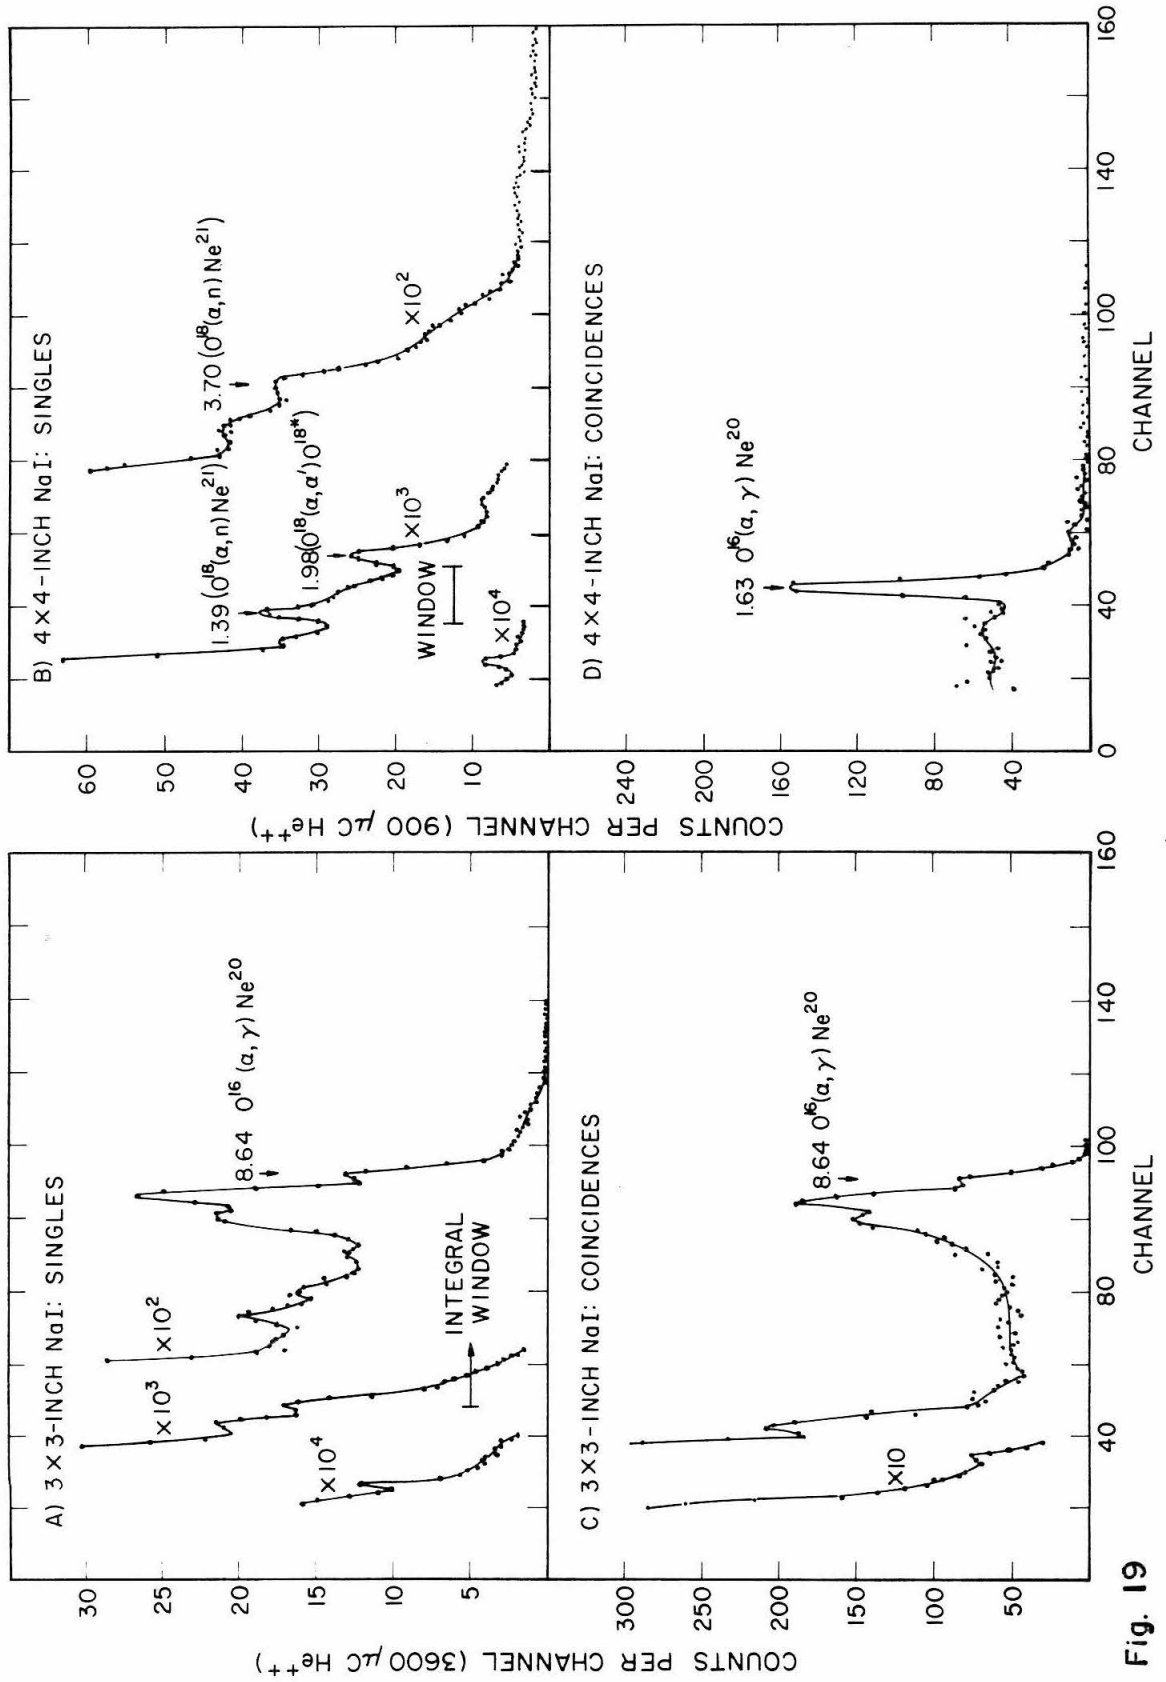 A) 3 × 3-INCH NaI: SINGLES
30
25
20
15
10
5
×10⁴
×10³
×10²
8.64 O¹⁶ (α, γ) Ne²⁰
INTEGRAL
WINDOW
COUNTS PER CHANNEL (3600 μC He⁺⁺)
C) 3×3-INCH NaI: COINCIDENCES
300
250
200
150
100
50
×10
8.64 O¹⁶(α, γ) Ne²⁰
40
80
100
140
160
CHANNEL
B) 4×4-INCH NaI: SINGLES
60
50
40
30
20
10
1.39 (O¹⁸(α,n) Ne²¹)
1.98(O¹⁸(α,α')O¹⁸*)
3.70 (O¹⁸(α,n) Ne²¹)
WINDOW
×10⁴
×10³
×10²
COUNTS PER CHANNEL (900 μC He⁺⁺)
D) 4×4-INCH NaI: COINCIDENCES
240
200
160
120
80
40
1.63 O¹⁶(α, γ) Ne²⁰
0
40
80
100
140
160
CHANNEL
Fig. 19